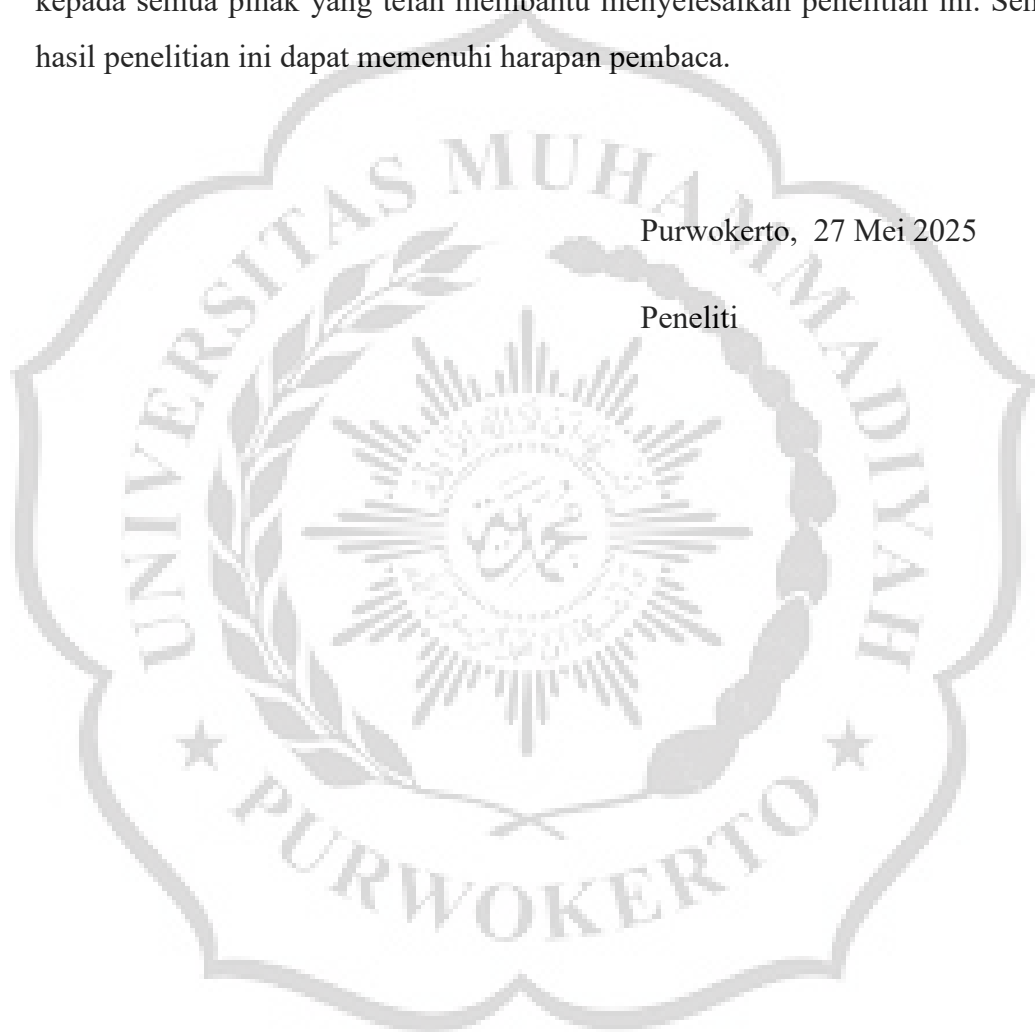 kepada semua pihak yang telah membantu menyelesaikan penelitian ini.
hasil penelitian ini dapat memenuhi harapan pembaca.
Purwokerto, 27 Mei 2025
Peneliti
UNIVERSITAS MUHAMMADIYAH
PURWOKERTO